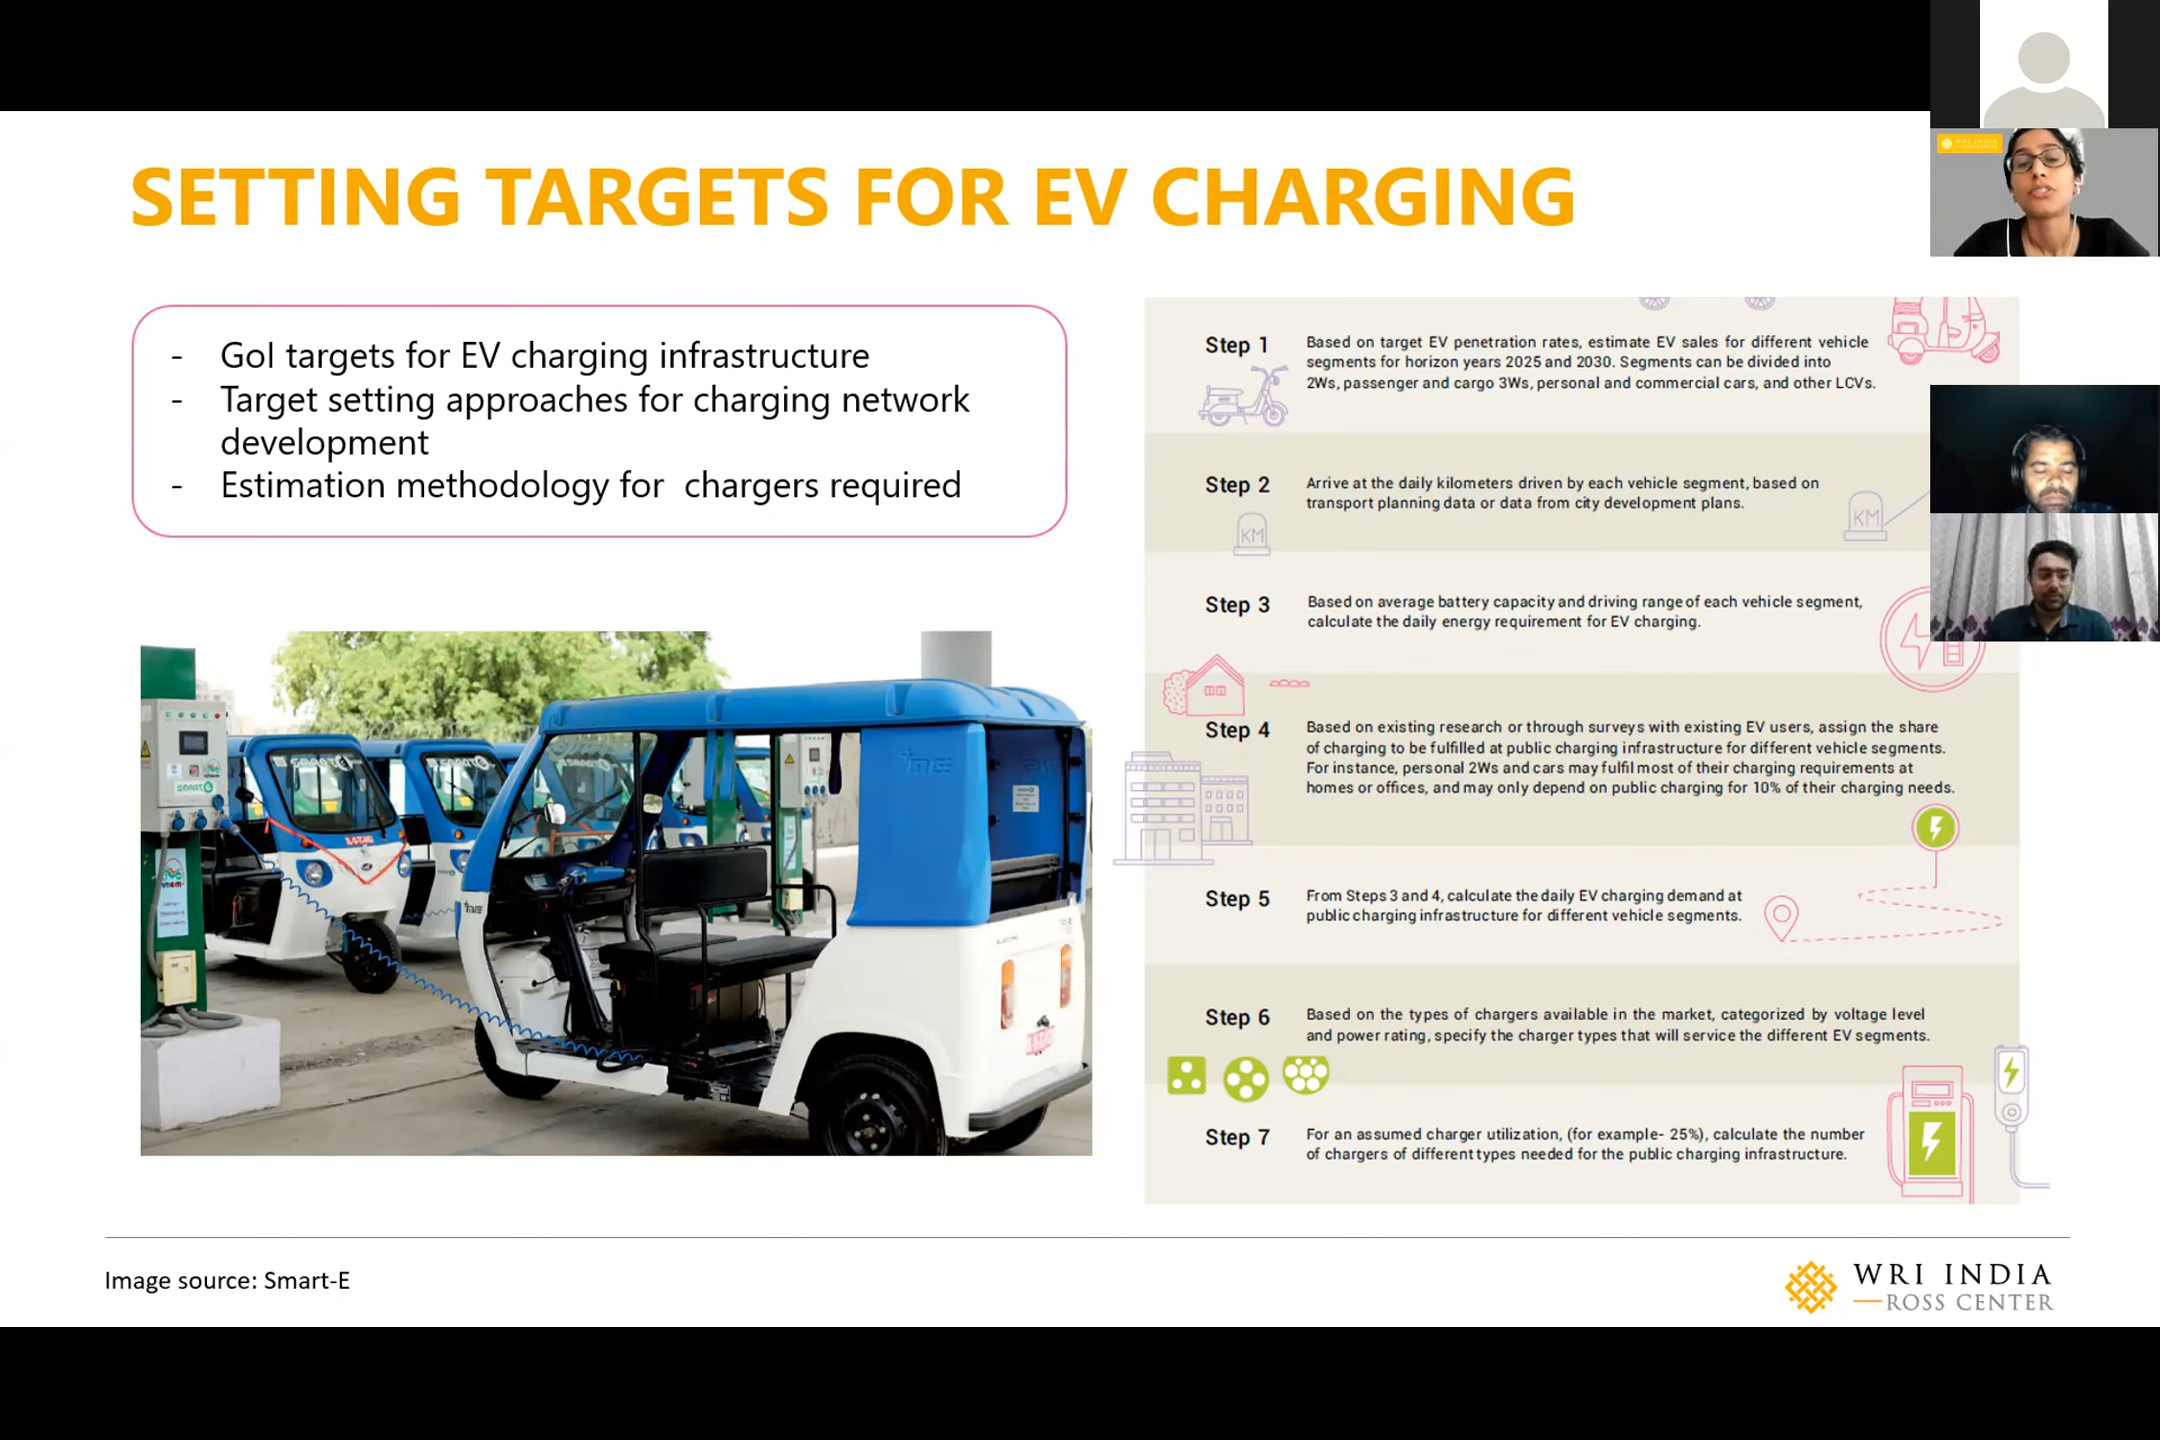 SETTING TARGETS FOR EV CHARGING
WRI INDIA
- GoI targets for EV charging infrastructure
- Target setting approaches for charging network
development
- Estimation methodology for chargers required
Step 1
Based on target EV penetration rates, estimate EV sales for different vehicle
segments for horizon years 2025 and 2030. Segments can be divided into
2Ws, passenger and cargo 3Ws, personal and commercial cars, and other LCVs.
Step 2
Arrive at the daily kilometers driven by each vehicle segment, based on
transport planning data or data from city development plans.
KM
KM
Step 3
Based on average battery capacity and driving range of each vehicle segment,
calculate the daily energy requirement for EV charging.
Step 4
Based on existing research or through surveys with existing EV users, assign the share
of charging to be fulfilled at public charging infrastructure for different vehicle segments.
For instance, personal 2Ws and cars may fulfil most of their charging requirements at
homes or offices, and may only depend on public charging for 10% of their charging needs.
Step 5
From Steps 3 and 4, calculate the daily EV charging demand at
public charging infrastructure for different vehicle segments.
Step 6
Based on the types of chargers available in the market, categorized by voltage level
and power rating, specify the charger types that will service the different EV segments.
Step 7
For an assumed charger utilization, (for example- 25%), calculate the number
of chargers of different types needed for the public charging infrastructure.
Image source: Smart-E
WRI INDIA
ROSS CENTER